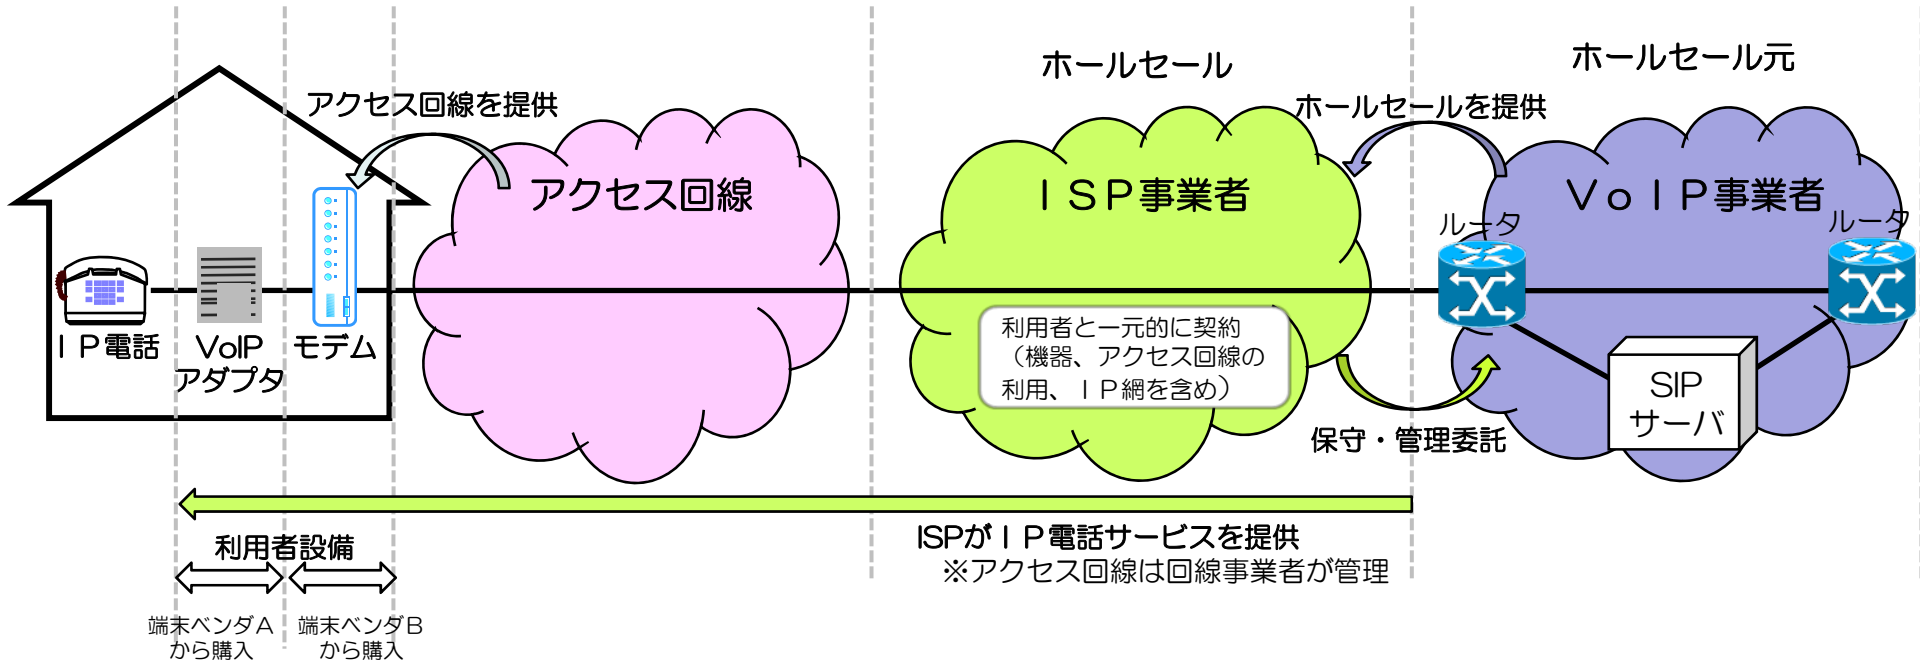 ホールセール
ホールセール元
アクセス回線を提供
ホールセールを提供
アクセス回線
ＩＳＰ事業者
ＶｏＩＰ事業者
ルータ
ルータ
利用者と一元的に契約
（機器、アクセス回線の
利用、ＩＰ網を含め）
ＩＰ電話
VoIP
アダプタ
モデム
SIP
サーバ
保守・管理委託
ISPがＩＰ電話サービスを提供
※アクセス回線は回線事業者が管理
利用者設備
端末ベンダＡ
から購入
端末ベンダＢ
から購入